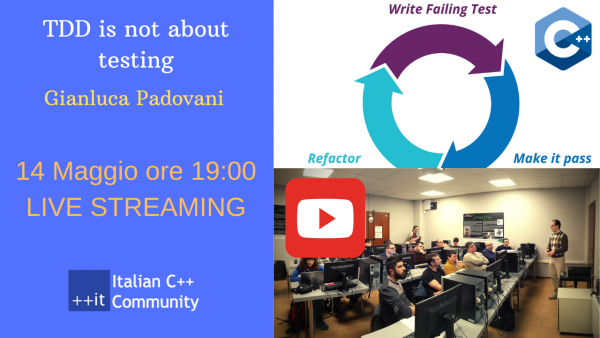 TDD is not about
testing
Gianluca Padovani
14 Maggio ore 19:00
LIVE STREAMING
++it
Italian C++
Community
Write Failing Test
C++
Refactor
Make it pass